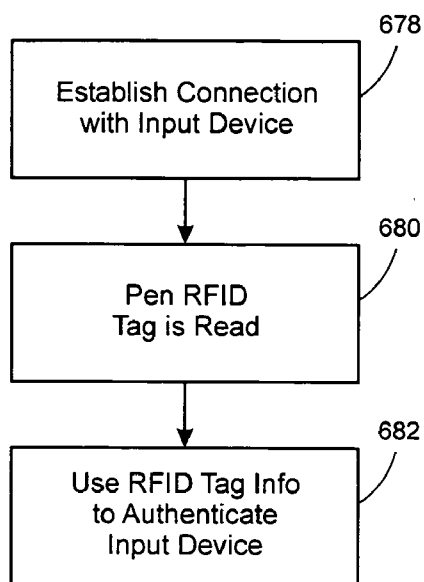 678
Establish Connection
with Input Device
680
Pen RFID
Tag is Read
682
Use RFID Tag Info
to Authenticate
Input Device